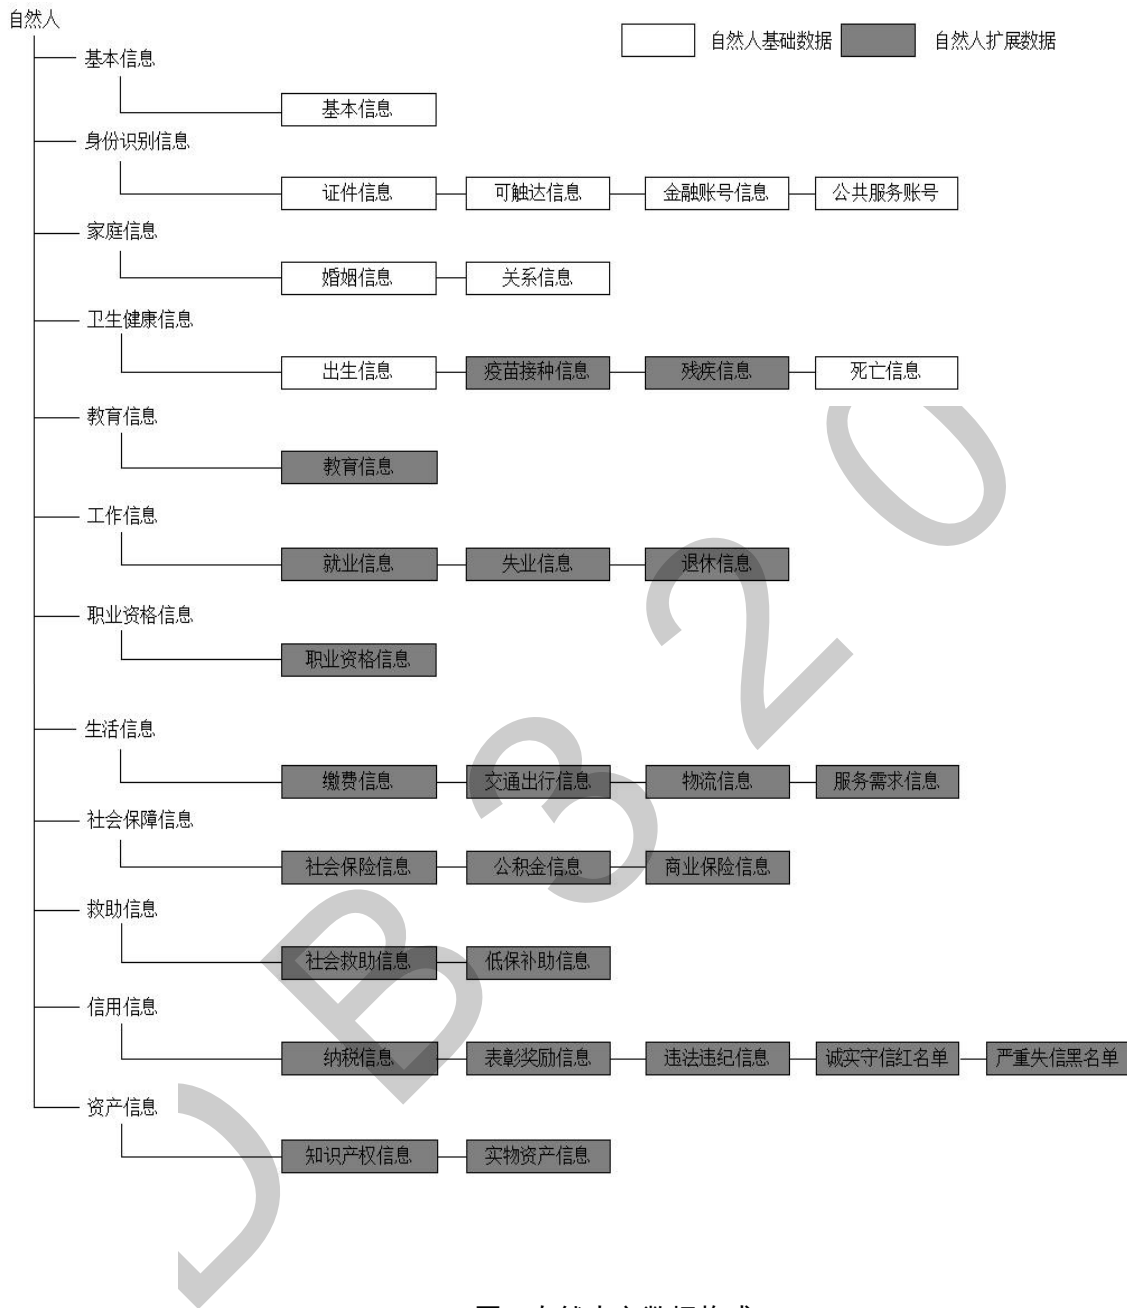 自然人
自然人基础数据 自然人扩展数据
基本信息
基本信息
身份识别信息
证件信息 可触达信息 金融账号信息 公共服务账号
家庭信息
婚姻信息 关系信息
卫生健康信息
出生信息 疫苗接种信息 残疾信息 死亡信息
教育信息
教育信息
工作信息
就业信息 失业信息 退休信息
职业资格信息
职业资格信息
生活信息
缴费信息 交通出行信息 物流信息 服务需求信息
社会保障信息
社会保险信息 公积金信息 商业保险信息
救助信息
社会救助信息 低保补助信息
信用信息
纳税信息 表彰奖励信息 违法违纪信息 诚实守信红名单 严重失信黑名单
资产信息
知识产权信息 实物资产信息
DB320